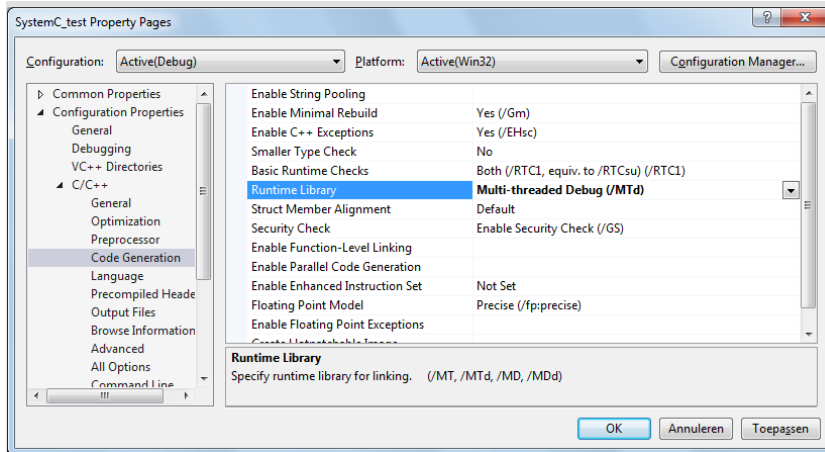 SystemC_test Property Pages
Configuration: Active(Debug) Platform: Active(Win32) Configuration Manager...
Common Properties
Configuration Properties
General
Debugging
VC++ Directories
C/C++
General
Optimization
Preprocessor
Code Generation
Language
Precompiled Heade
Output Files
Browse Information
Advanced
All Options
Command Line
Enable String Pooling
Enable Minimal Rebuild Yes (/Gm)
Enable C++ Exceptions Yes (/EHsc)
Smaller Type Check No
Basic Runtime Checks Both (/RTC1, equiv. to /RTCsu) (/RTC1)
Runtime Library Multi-threaded Debug (/MTd)
Struct Member Alignment Default
Security Check Enable Security Check (/GS)
Enable Function-Level Linking
Enable Parallel Code Generation
Enable Enhanced Instruction Set Not Set
Floating Point Model Precise (/fp:precise)
Enable Floating Point Exceptions
Create Hotpatchable Image
Runtime Library
Specify runtime library for linking. (/MT, /MTd, /MD, /MDd)
OK Annuleren Toepassen